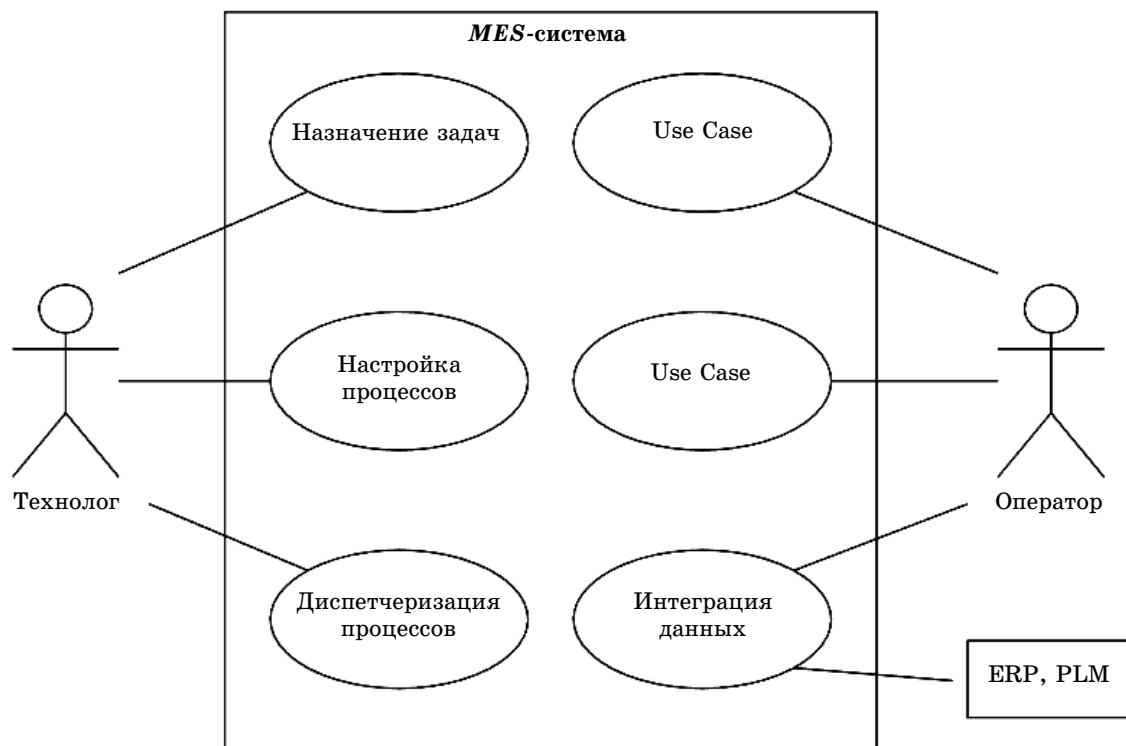 MES-система
Назначение задач
Use Case
Настройка
процессов
Use Case
Технолог
Оператор
Диспетчеризация
процессов
Интеграция
данных
ERP, PLM